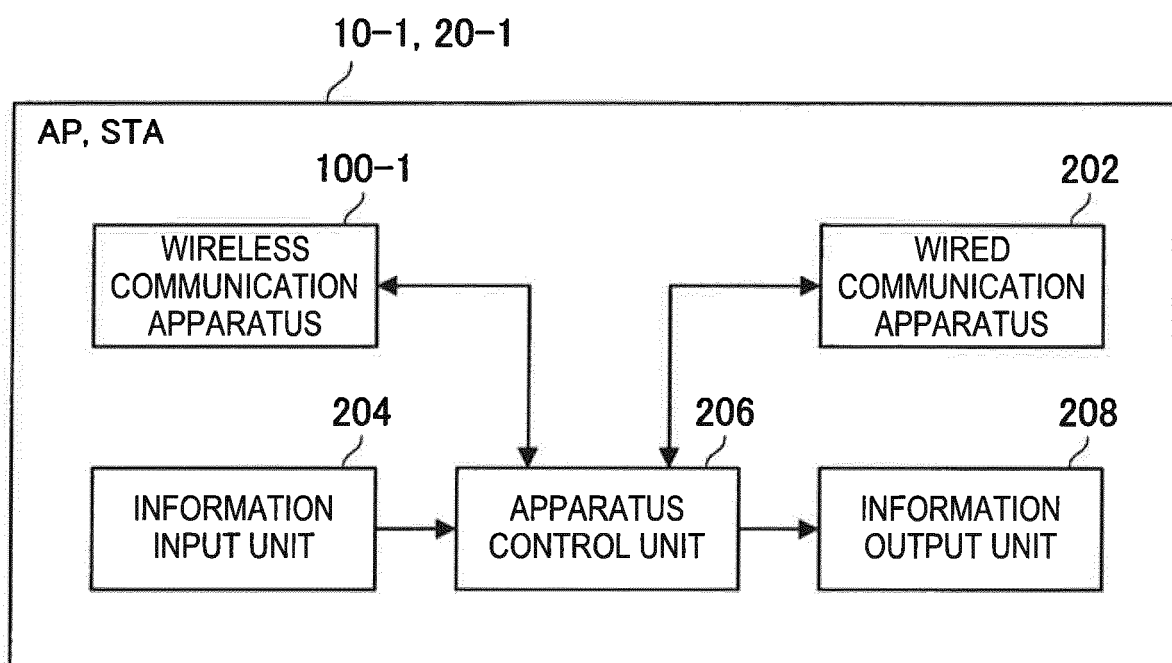 10-1, 20-1
AP, STA
100-1
202
WIRELESS
COMMUNICATION
APPARATUS
WIRED
COMMUNICATION
APPARATUS
204
206
208
INFORMATION
INPUT UNIT
APPARATUS
CONTROL UNIT
INFORMATION
OUTPUT UNIT